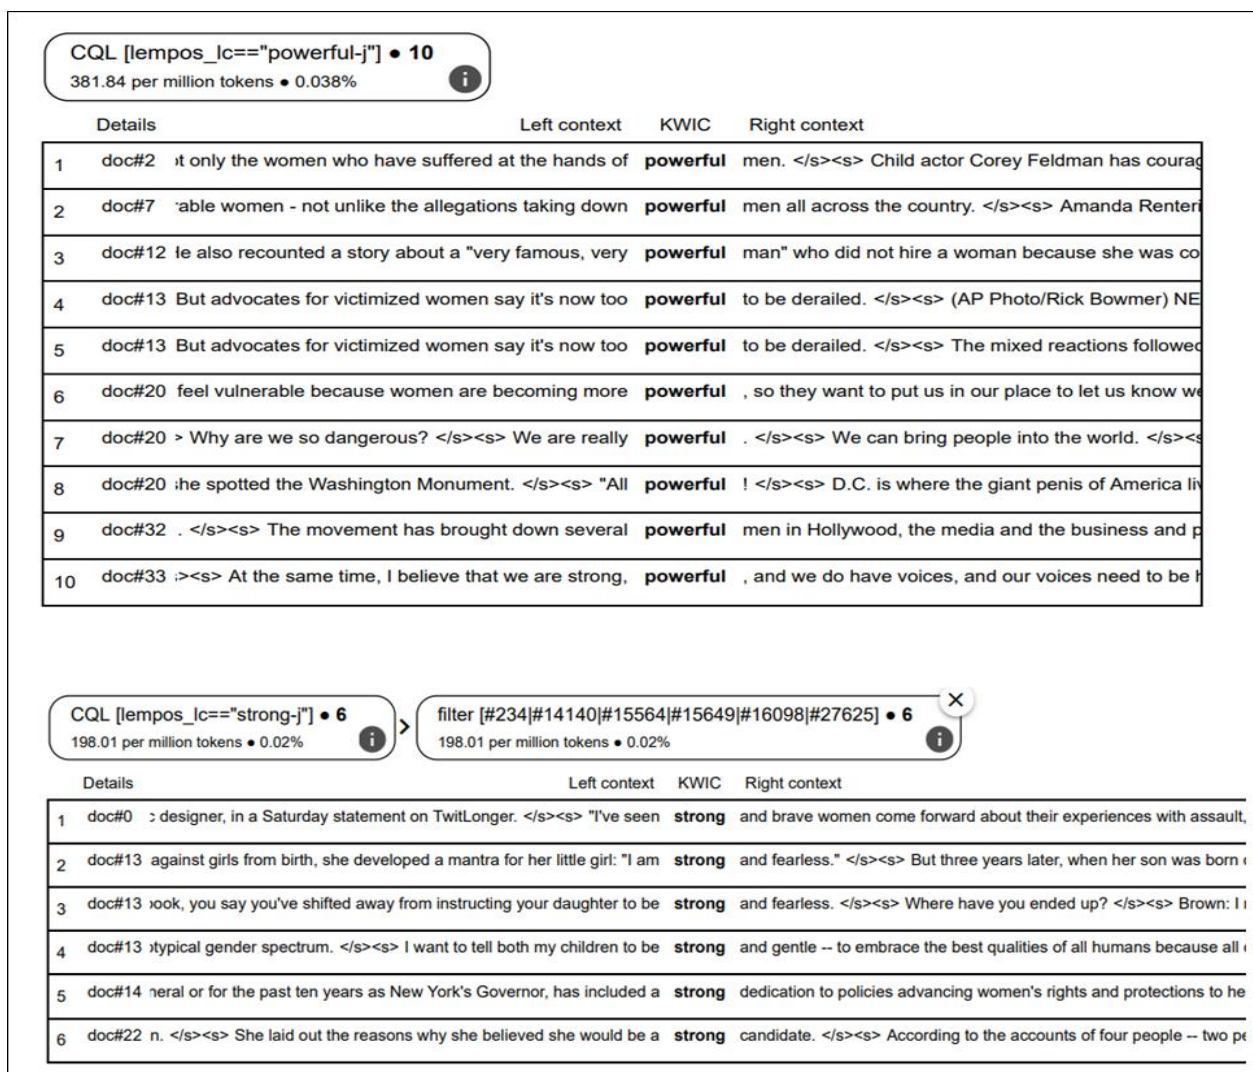 CQL [lempos_lc=="powerful-j"] ● 10
381.84 per million tokens ● 0.038%
i
Details Left context KWIC Right context
1 doc#2 only the women who have suffered at the hands of powerful men. </s><s> Child actor Corey Feldman has
2 doc#7 women - not unlike the allegations taking down powerful men all across the country. </s><s> Amanda
3 doc#12 also recounted a story about a "very famous, very powerful man" who did not hire a woman because she was
4 doc#13 But advocates for victimized women say it's now too powerful to be derailed. </s><s> (AP Photo/Rick Bowmer)
5 doc#13 But advocates for victimized women say it's now too powerful to be derailed. </s><s> The mixed reactions followed
6 doc#20 feel vulnerable because women are becoming more powerful , so they want to put us in our place to let us know
7 doc#20 > Why are we so dangerous? </s><s> We are really powerful . </s><s> We can bring people into the world.
8 doc#20 she spotted the Washington Monument. </s><s> "All powerful ! </s><s> D.C. is where the giant penis of America
9 doc#32 . </s><s> The movement has brought down several powerful men in Hollywood, the media and the business and
10 doc#33 ><s> At the same time, I believe that we are strong, powerful , and we do have voices, and our voices need to be
CQL [lempos_lc=="strong-j"] ● 6 > filter [#234|#14140|#15564|#15649|#16098|#27625] ● 6 ×
198.01 per million tokens ● 0.02% i 198.01 per million tokens ● 0.02% i
Details Left context KWIC Right context
1 doc#0 designer, in a Saturday statement on TwitLonger. </s><s> "I've seen strong and brave women come forward about their experiences with assault,
2 doc#13 against girls from birth, she developed a mantra for her little girl: "I am strong and fearless." </s><s> But three years later, when her son was born
3 doc#13 you say you've shifted away from instructing your daughter to be strong and fearless. </s><s> Where have you ended up? </s><s> Brown: I
4 doc#13 gender spectrum. </s><s> I want to tell both my children to be strong and gentle -- to embrace the best qualities of all humans because all
5 doc#14 or for the past ten years as New York's Governor, has included a strong dedication to policies advancing women's rights and protections to
6 doc#22 n. </s><s> She laid out the reasons why she believed she would be a strong candidate. </s><s> According to the accounts of four people -- two